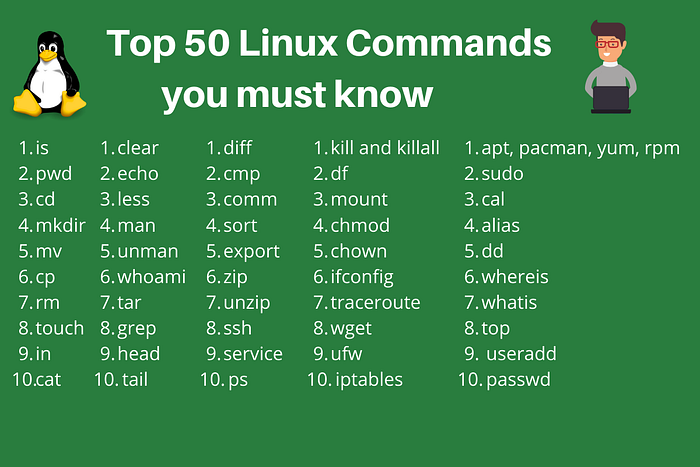 Top 50 Linux Commands
you must know
1. is
2. pwd
3. cd
4. mkdir
5. mv
6. cp
7. rm
8. touch
9. in
10. cat
1. clear
2. echo
3. less
4. man
5. unman
6. whoami
7. tar
8. grep
9. head
10. tail
1. diff
2. cmp
3. comm
4. sort
5. export
6. zip
7. unzip
8. ssh
9. service
10. ps
1. kill and killall
2. df
3. mount
4. chmod
5. chown
6. ifconfig
7. traceroute
8. wget
9. ufw
10. iptables
1. apt, pacman, yum, rpm
2. sudo
3. cal
4. alias
5. dd
6. whereis
7. whatis
8. top
9. useradd
10. passwd